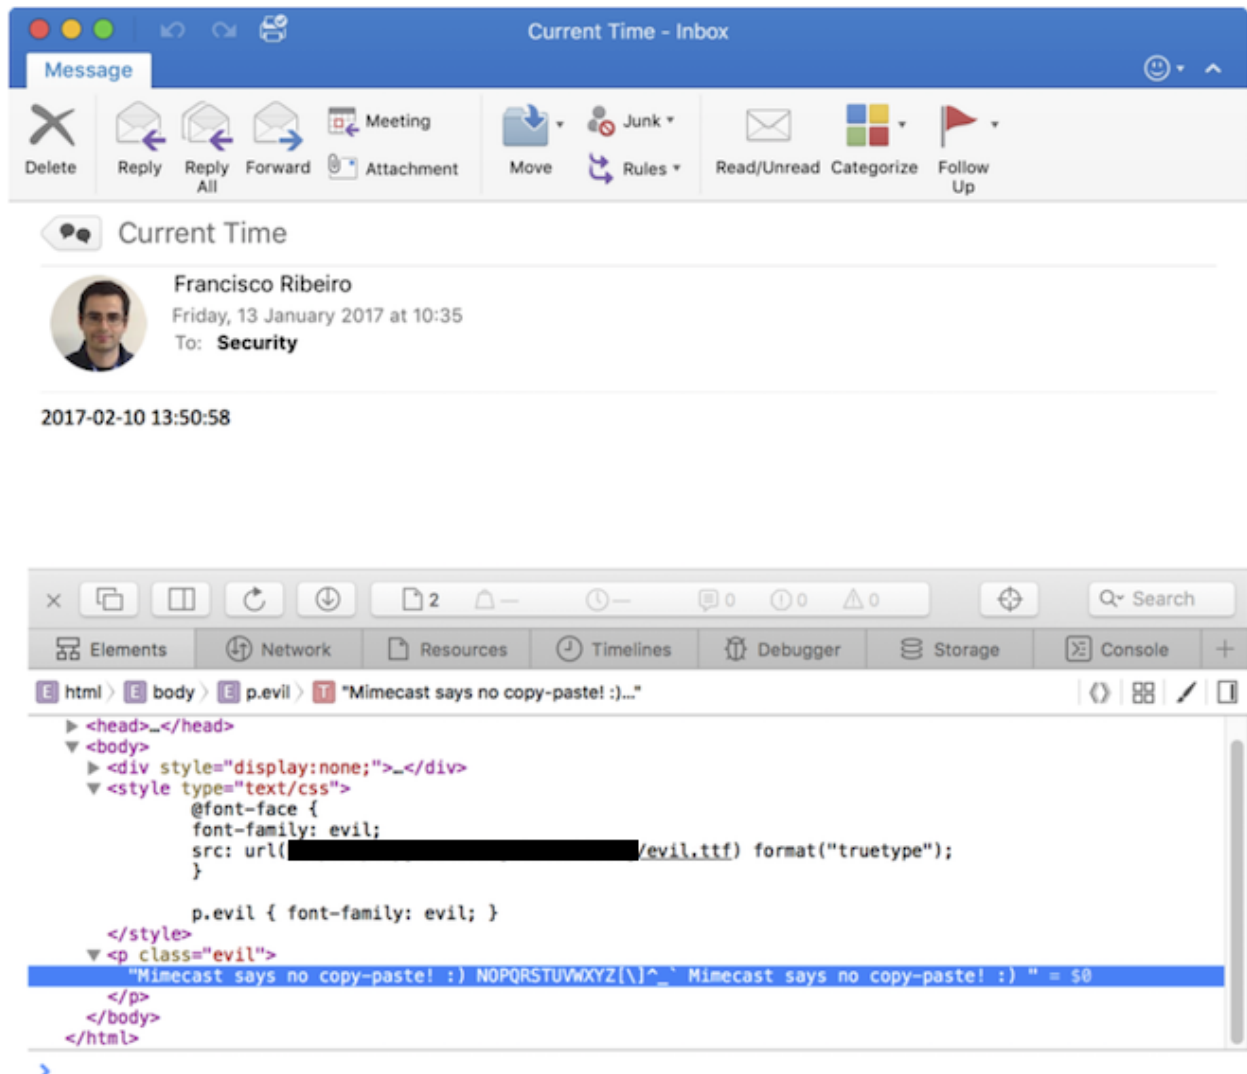 Current Time - Inbox
Message
Delete
Reply
Reply All
Forward
Meeting
Attachment
Move
Junk
Rules
Read/Unread
Categorize
Follow Up
Current Time
Francisco Ribeiro
Friday, 13 January 2017 at 10:35
To: Security
2017-02-10 13:50:58
2 — — 0 0 0 Search
Elements Network Resources Timelines Debugger Storage Console +
E html E body E p.evil T "Mimecast says no copy-paste! :)..."
<head>…</head>
<body>
<div style="display:none;">…</div>
<style type="text/css">
@font-face {
font-family: evil;
src: url( /evil.ttf) format("truetype");
}
p.evil { font-family: evil; }
</style>
<p class="evil">
"Mimecast says no copy-paste! :) NOPQRSTUVWXYZ[\]^_` Mimecast says no copy-paste! :) " = $0
</p>
</body>
</html>